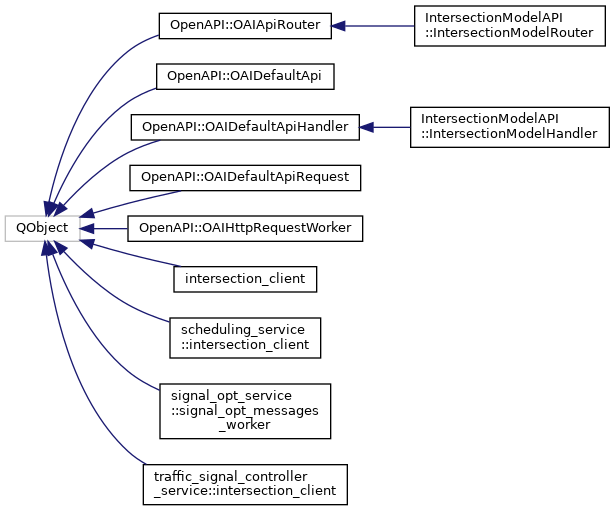 OpenAPI::OAIApiRouter
IntersectionModelAPI
::IntersectionModelRouter
OpenAPI::OAIDefaultApi
OpenAPI::OAIDefaultApiHandler
IntersectionModelAPI
::IntersectionModelHandler
OpenAPI::OAIDefaultApiRequest
QObject
OpenAPI::OAIHttpRequestWorker
intersection_client
scheduling_service
::intersection_client
signal_opt_service
::signal_opt_messages
_worker
traffic_signal_controller
_service::intersection_client